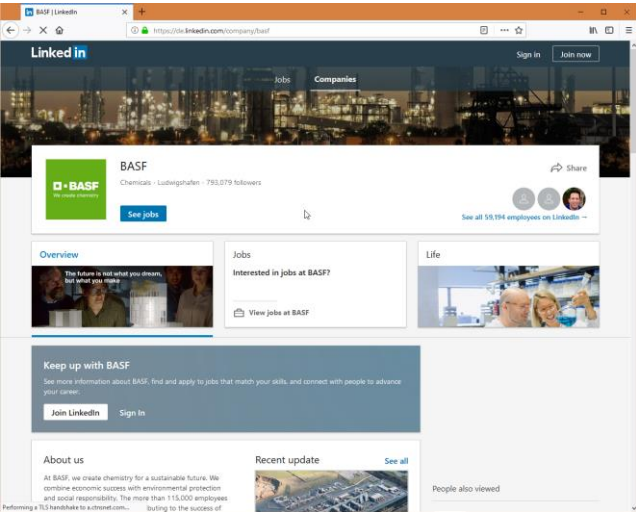 BASF | LinkedIn
https://de.linkedin.com/company/basf
Linked in
Sign in
Join now
Jobs
Companies
BASF
We create chemistry
BASF
Chemicals · Ludwigshafen · 793,079 followers
See jobs
Share
See all 59,194 employees on LinkedIn
Overview
The future is not what you dream,
but what you make
Jobs
Interested in jobs at BASF?
View jobs at BASF
Life
Keep up with BASF
See more information about BASF, find and apply to jobs that match your skills, and connect with people to advance
your career.
Join LinkedIn
Sign In
About us
At BASF, we create chemistry for a sustainable future. We
combine economic success with environmental protection
and social responsibility. The more than 115,000 employees
buting to the success of
Recent update
See all
People also viewed
Performing a TLS handshake to a.ctronet.com...